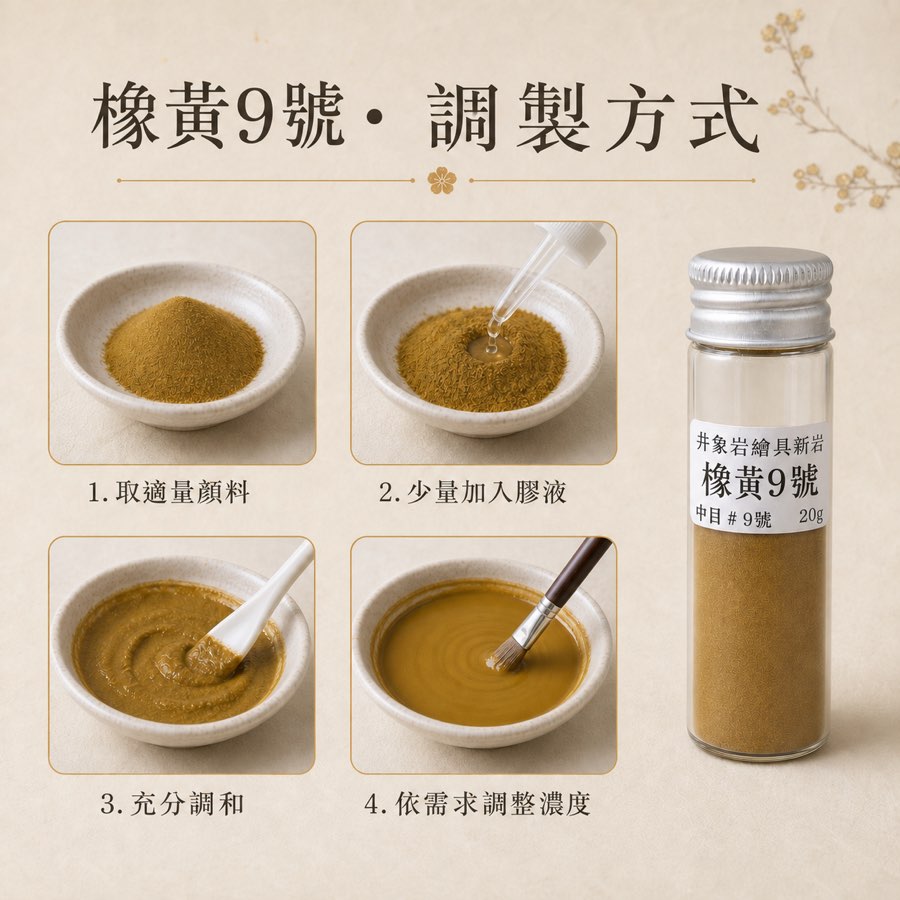 橡黃9號・調製方式
1.取適量顏料
2.少量加入膠液
井象岩繪具新岩
橡黃9號
中目 # 9號 20g
3.充分調和
4.依需求調整濃度